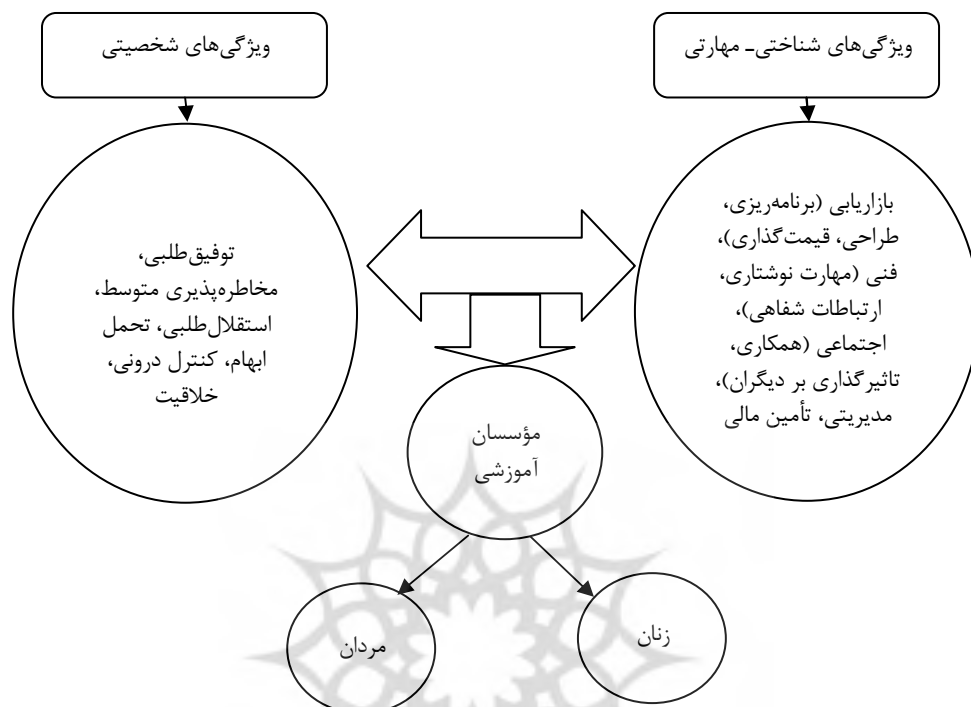 ویژگی‌های شناختی- مهارتی
ویژگی‌های شخصیتی
بازاریابی (برنامه‌ریزی،
طراحی، قیمت‌گذاری)،
فنی (مهارت نوشتاری،
ارتباطات شفاهی)،
اجتماعی (همکاری،
تاثیرگذاری بر دیگران)،
مدیریتی، تأمین مالی
توفیق‌طلبی،
مخاطره‌پذیری متوسط،
استقلال‌طلبی، تحمل
ابهام، کنترل درونی،
خلاقیت
مؤسسان
آموزشی
زنان
مردان